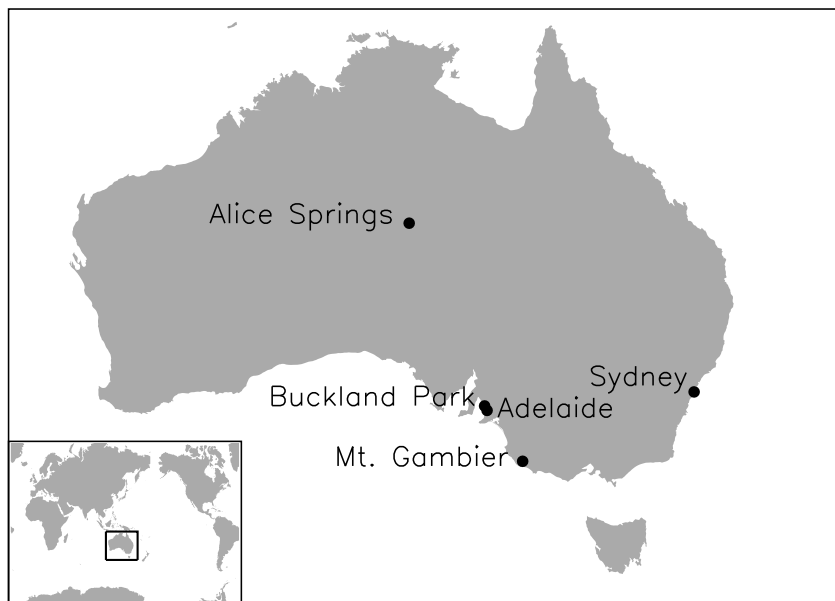 Alice Springs
Sydney
Buckland Park
Adelaide
Mt. Gambier